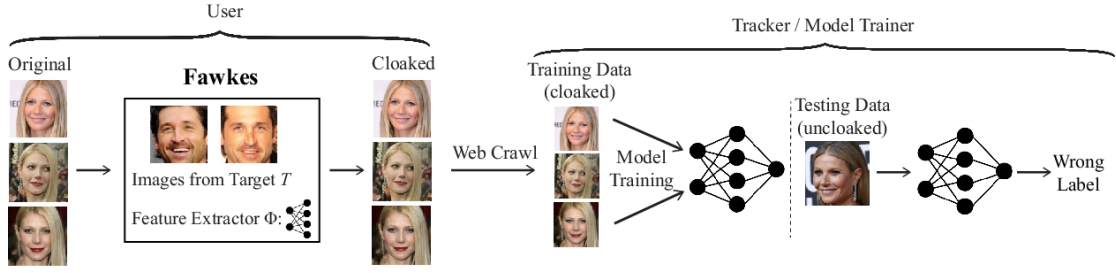 User
Tracker / Model Trainer
Original
Fawkes
Cloaked
Images from Target T
Feature Extractor Φ:
Web Crawl
Training Data
(cloaked)
Model
Training
Testing Data
(uncloaked)
Wrong
Label